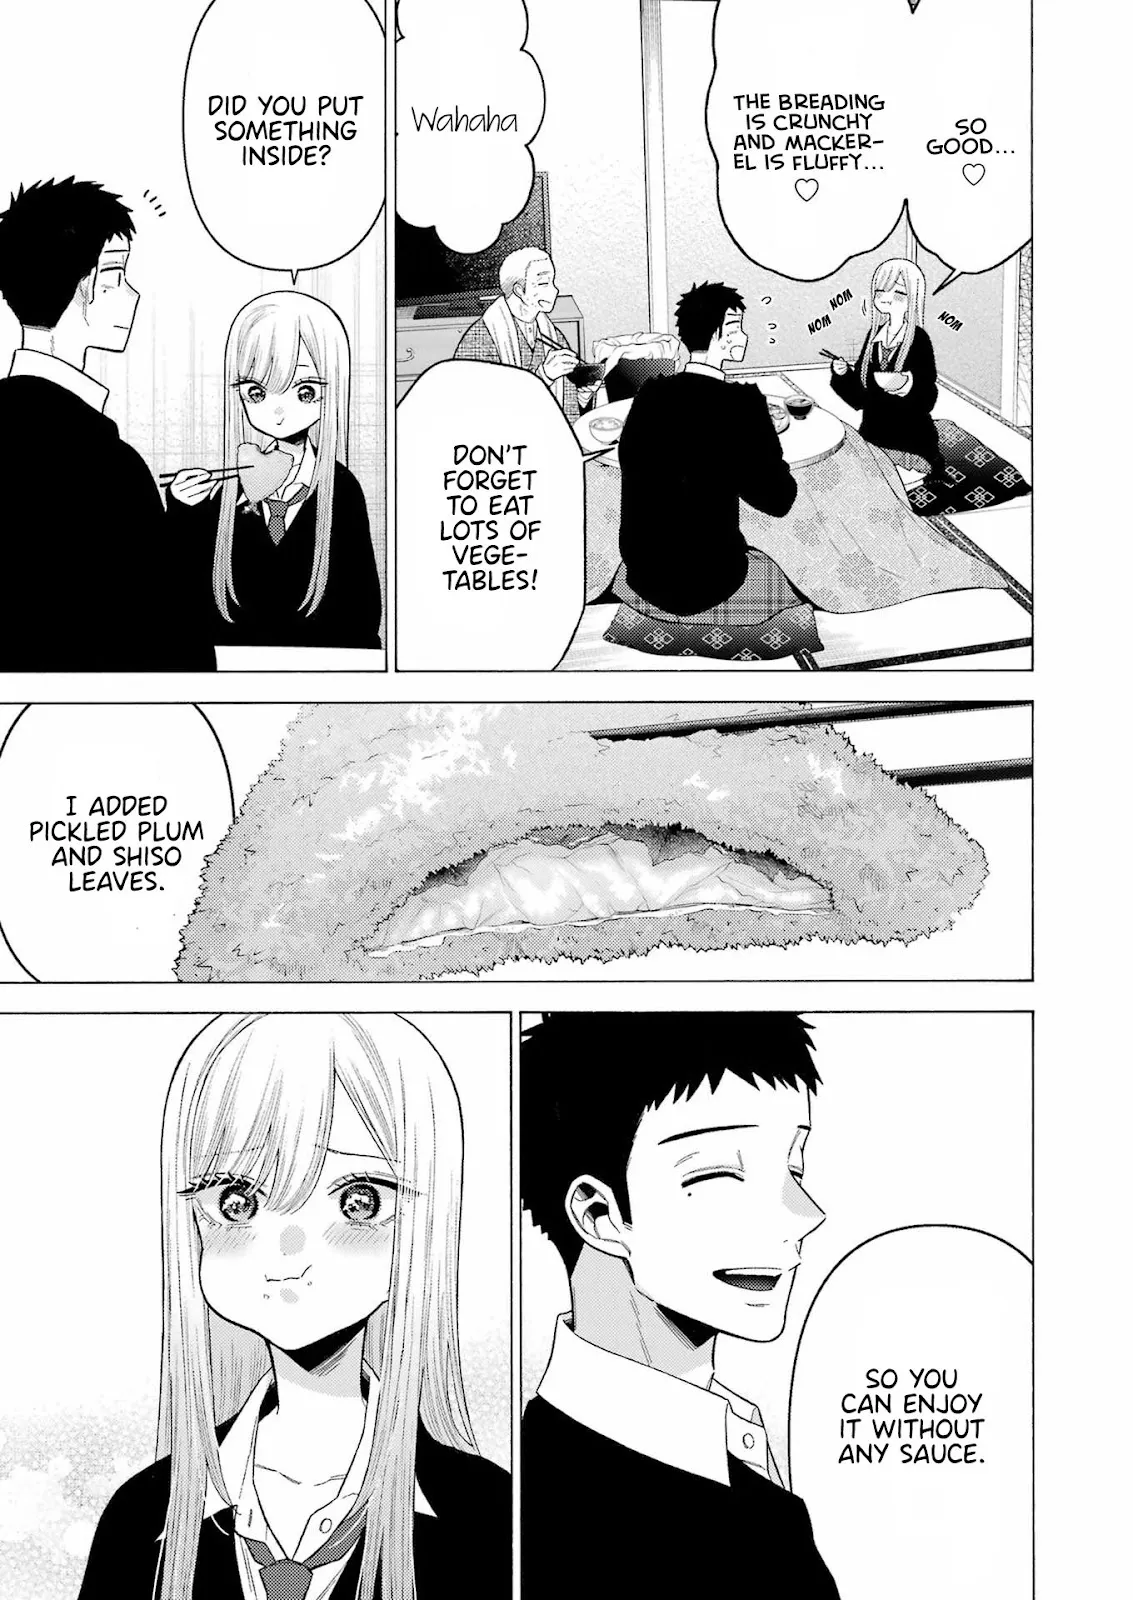 SO
GOOD...
♡
THE BREADING
IS CRUNCHY
AND MACKER-
EL IS FLUFFY...
♡
NOM
NOM
NOM
Wahaha
DON'T
FORGET
TO EAT
LOTS OF
VEGE-
TABLES!
DID YOU PUT
SOMETHING
INSIDE?
I ADDED
PICKLED PLUM
AND SHISO
LEAVES.
SO YOU
CAN ENJOY
IT WITHOUT
ANY SAUCE.